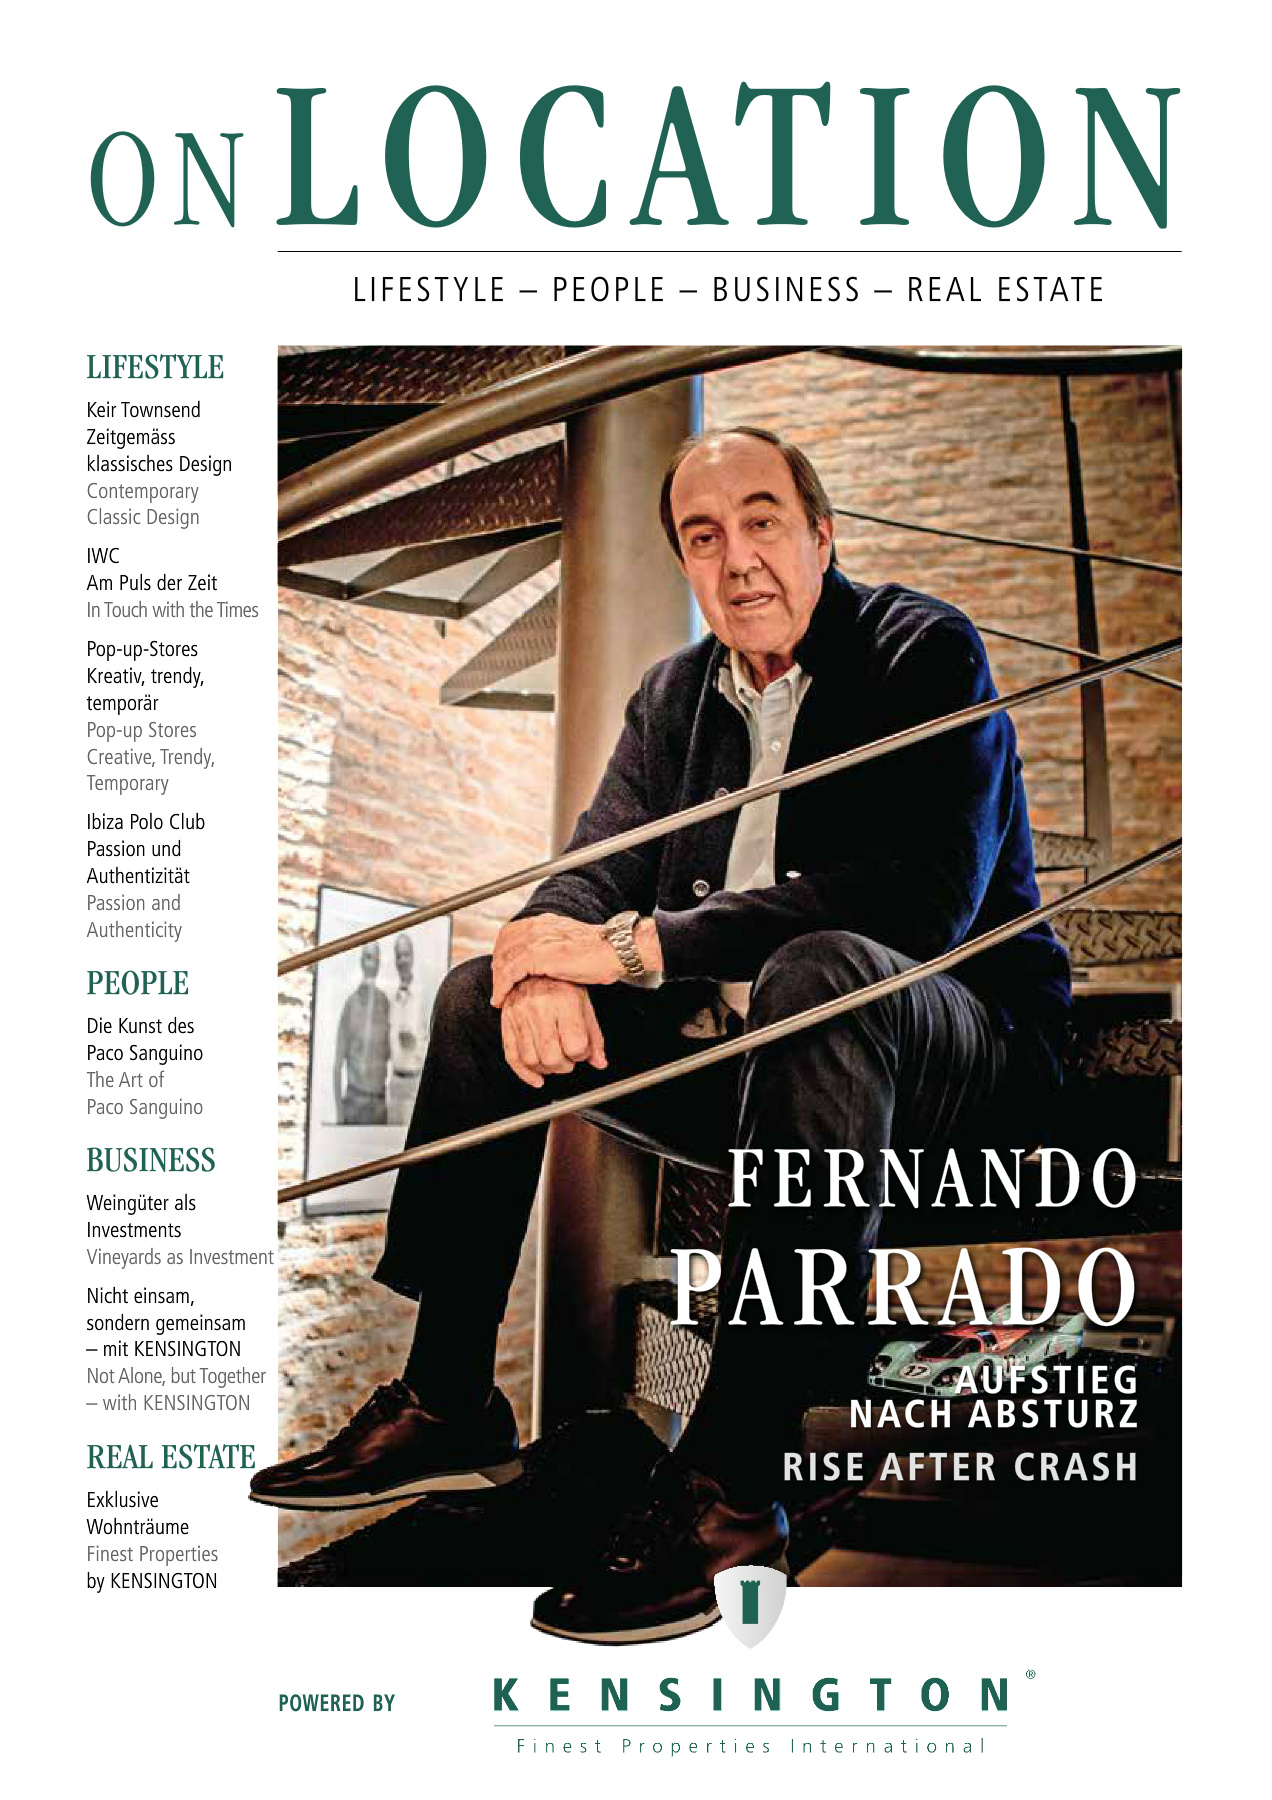 ON LOCATION
LIFESTYLE – PEOPLE – BUSINESS – REAL ESTATE
LIFESTYLE
Keir Townsend
Zeitgemäss
klassisches Design
Contemporary
Classic Design
IWC
Am Puls der Zeit
In Touch with the Times
Pop-up-Stores
Kreativ, trendy,
temporär
Pop-up Stores
Creative, Trendy,
Temporary
Ibiza Polo Club
Passion und
Authentizität
Passion and
Authenticity
PEOPLE
Die Kunst des
Paco Sanguino
The Art of
Paco Sanguino
BUSINESS
Weingüter als
Investments
Vineyards as Investment
Nicht einsam,
sondern gemeinsam
– mit KENSINGTON
Not Alone, but Together
– with KENSINGTON
REAL ESTATE
Exklusive
Wohnträume
Finest Properties
by KENSINGTON
FERNANDO
PARRADO
17
AUFSTIEG
NACH ABSTURZ
RISE AFTER CRASH
POWERED BY
KENSINGTON®
Finest Properties International